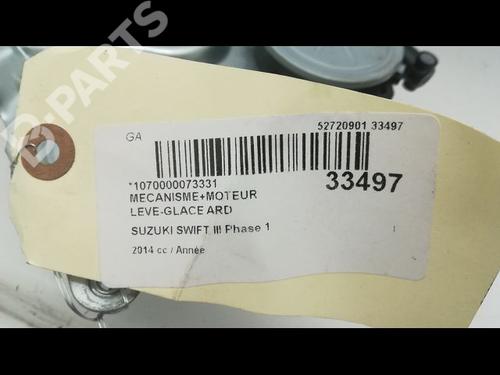 B-PARTS
GA
52720901 33497
*1070000073331
33497
MECANISME+MOTEUR
LEVE-GLACE ARD
SUZUKI SWIFT III Phase 1
2014 cc / Année